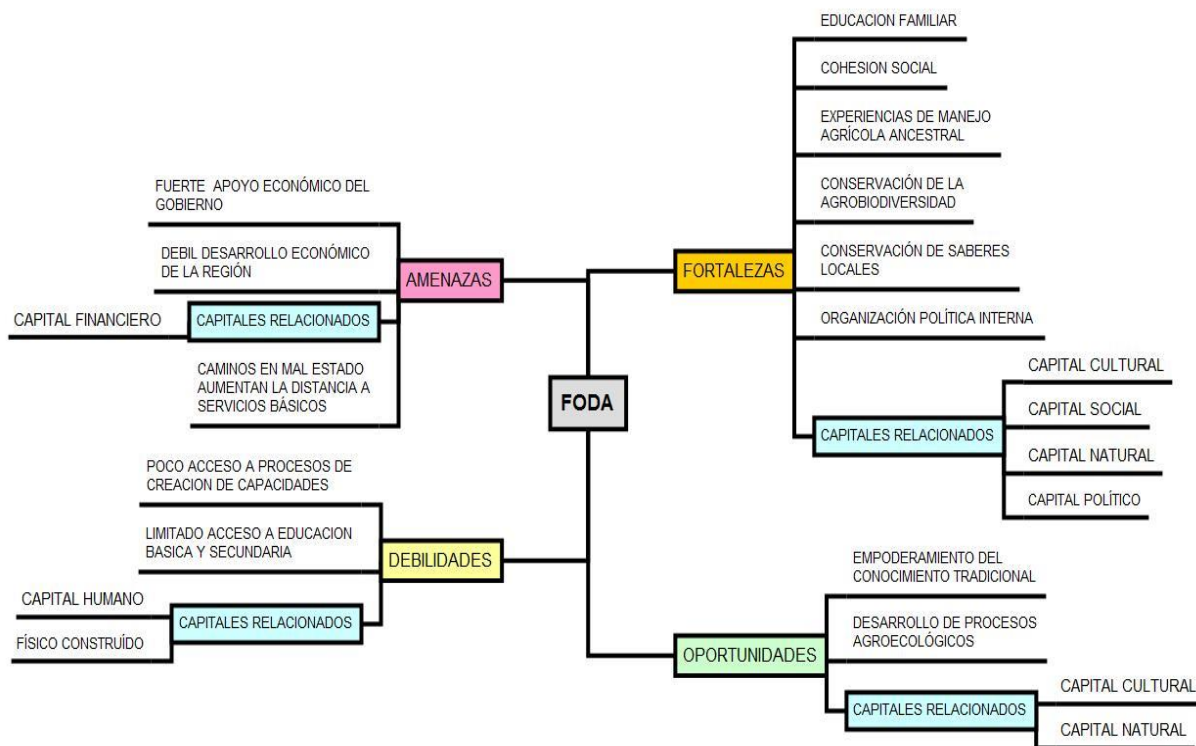 FODA
AMENAZAS
FUERTE APOYO ECONÓMICO DEL
GOBIERNO
DEBIL DESARROLLO ECONÓMICO
DE LA REGIÓN
CAPITALES RELACIONADOS
CAPITAL FINANCIERO
CAMINOS EN MAL ESTADO
AUMENTAN LA DISTANCIA A
SERVICIOS BÁSICOS
DEBILIDADES
POCO ACCESO A PROCESOS DE
CREACION DE CAPACIDADES
LIMITADO ACCESO A EDUCACION
BASICA Y SECUNDARIA
CAPITALES RELACIONADOS
CAPITAL HUMANO
FÍSICO CONSTRUÍDO
FORTALEZAS
EDUCACION FAMILIAR
COHESION SOCIAL
EXPERIENCIAS DE MANEJO
AGRÍCOLA ANCESTRAL
CONSERVACIÓN DE LA
AGROBIODIVERSIDAD
CONSERVACIÓN DE SABERES
LOCALES
ORGANIZACIÓN POLÍTICA INTERNA
CAPITALES RELACIONADOS
CAPITAL CULTURAL
CAPITAL SOCIAL
CAPITAL NATURAL
CAPITAL POLÍTICO
OPORTUNIDADES
EMPODERAMIENTO DEL
CONOCIMIENTO TRADICIONAL
DESARROLLO DE PROCESOS
AGROECOLÓGICOS
CAPITALES RELACIONADOS
CAPITAL CULTURAL
CAPITAL NATURAL